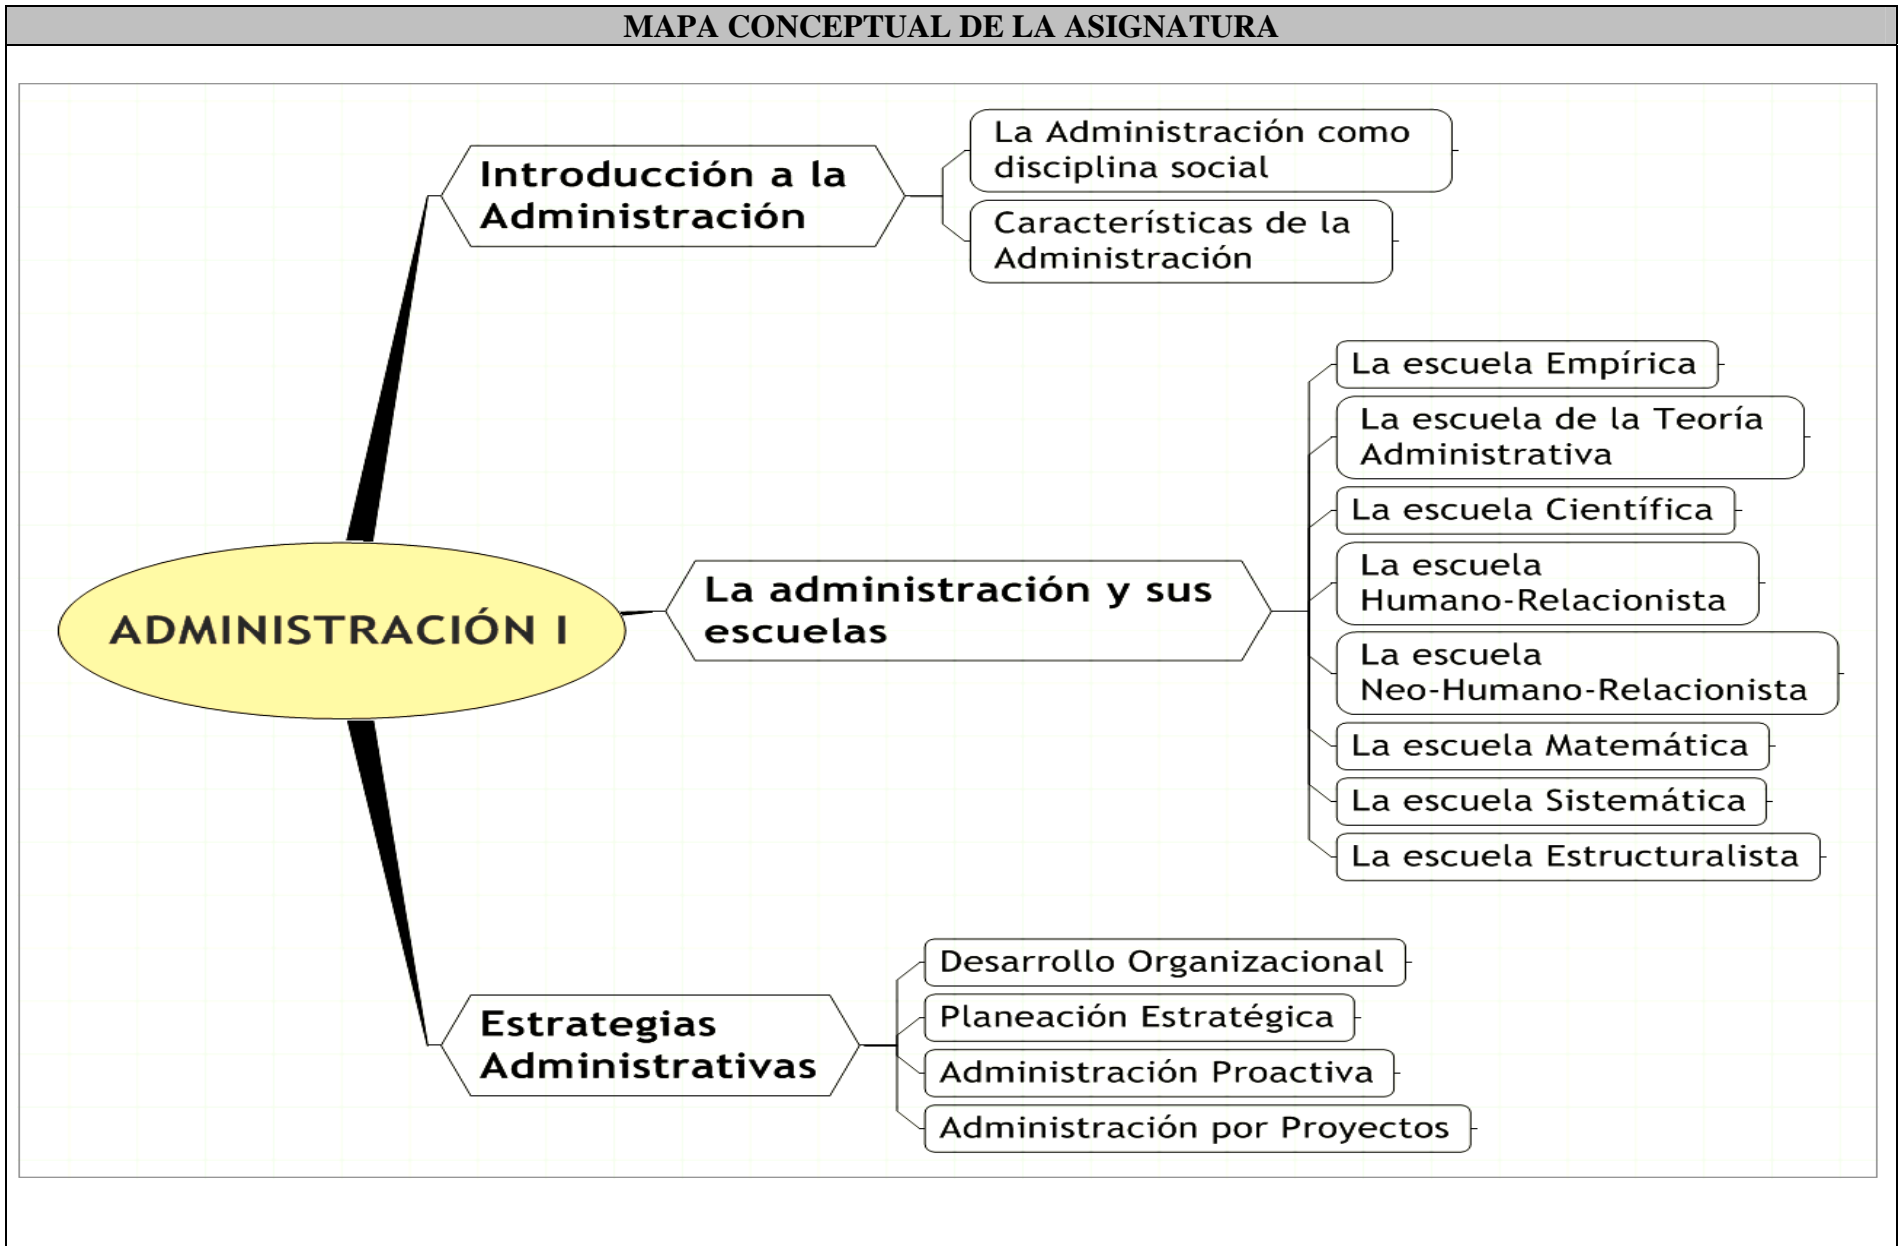 MAPA CONCEPTUAL DE LA ASIGNATURA
La Administración como
disciplina social
Introducción a la
Administración
Características de la
Administración
La escuela Empírica
La escuela de la Teoría
Administrativa
La escuela Científica
La escuela
Humano-Relacionista
La administración y sus
escuelas
ADMINISTRACIÓN I
La escuela
Neo-Humano-Relacionista
La escuela Matemática
La escuela Sistemática
La escuela Estructuralista
Desarrollo Organizacional
Planeación Estratégica
Estrategias
Administrativas
Administración Proactiva
Administración por Proyectos